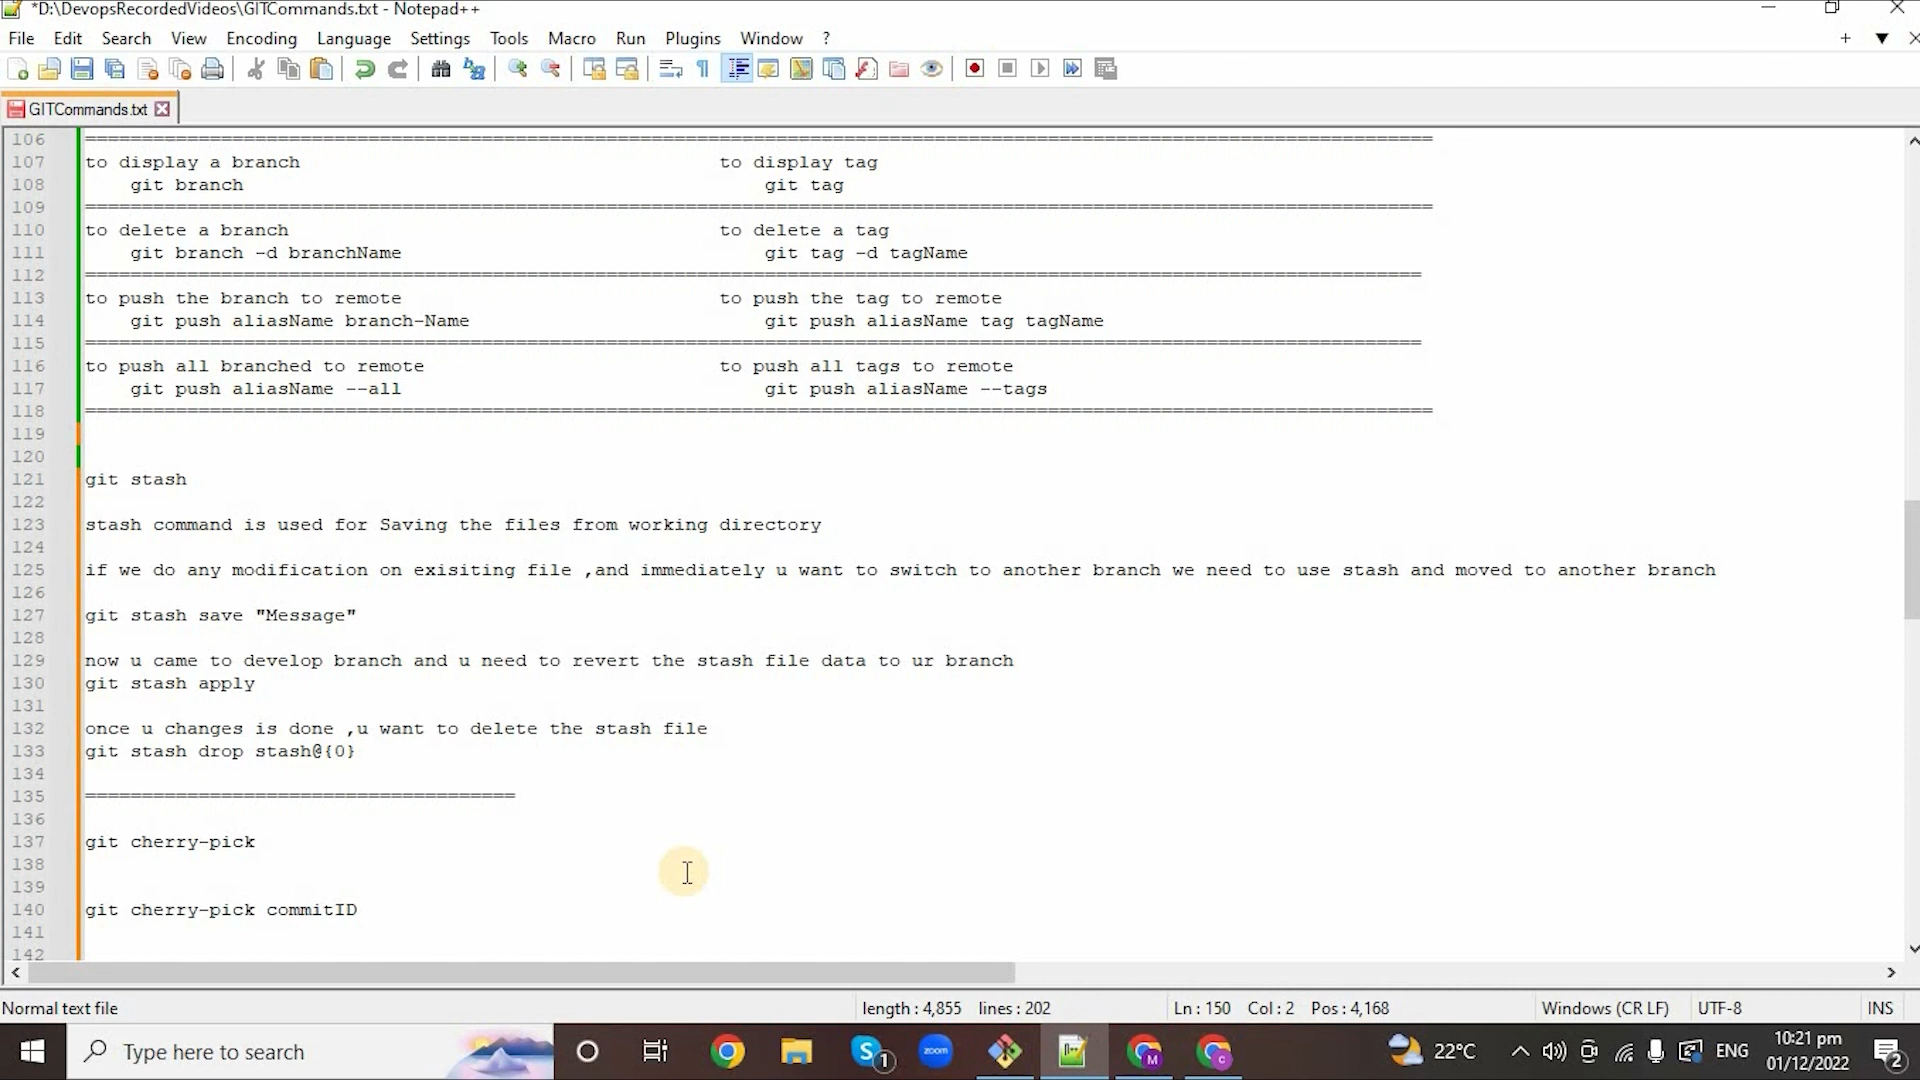 *D:\DevopsRecordedVideos\GITCommands.txt - Notepad++
File Edit Search View Encoding Language Settings Tools Macro Run Plugins Window ?
GITCommands.txt
106 ========================================================================================================================
107 to display a branch to display tag
108 git branch git tag
109 ========================================================================================================================
110 to delete a branch to delete a tag
111 git branch -d branchName git tag -d tagName
112 =======================================================================================================================
113 to push the branch to remote to push the tag to remote
114 git push aliasName branch-Name git push aliasName tag tagName
115 =======================================================================================================================
116 to push all branched to remote to push all tags to remote
117 git push aliasName --all git push aliasName --tags
118 ========================================================================================================================
119
120
121 git stash
122
123 stash command is used for Saving the files from working directory
124
125 if we do any modification on exisiting file ,and immediately u want to switch to another branch we need to use stash and moved to another branch
126
127 git stash save "Message"
128
129 now u came to develop branch and u need to revert the stash file data to ur branch
130 git stash apply
131
132 once u changes is done ,u want to delete the stash file
133 git stash drop stash@{0}
134
135 ======================================
136
137 git cherry-pick
138
139
140 git cherry-pick commitID
141
142
Normal text file length : 4,855 lines : 202 Ln : 150 Col : 2 Pos : 4,168 Windows (CR LF) UTF-8 INS
Type here to search 1 zoom M C 22°C ENG 10:21 pm
01/12/2022 2